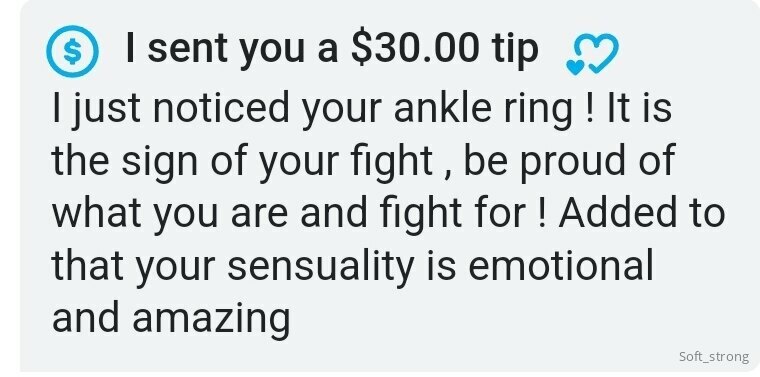 I sent you a $30.00 tip
I just noticed your ankle ring ! It is
the sign of your fight , be proud of
what you are and fight for ! Added to
that your sensuality is emotional
and amazing
Soft_strong